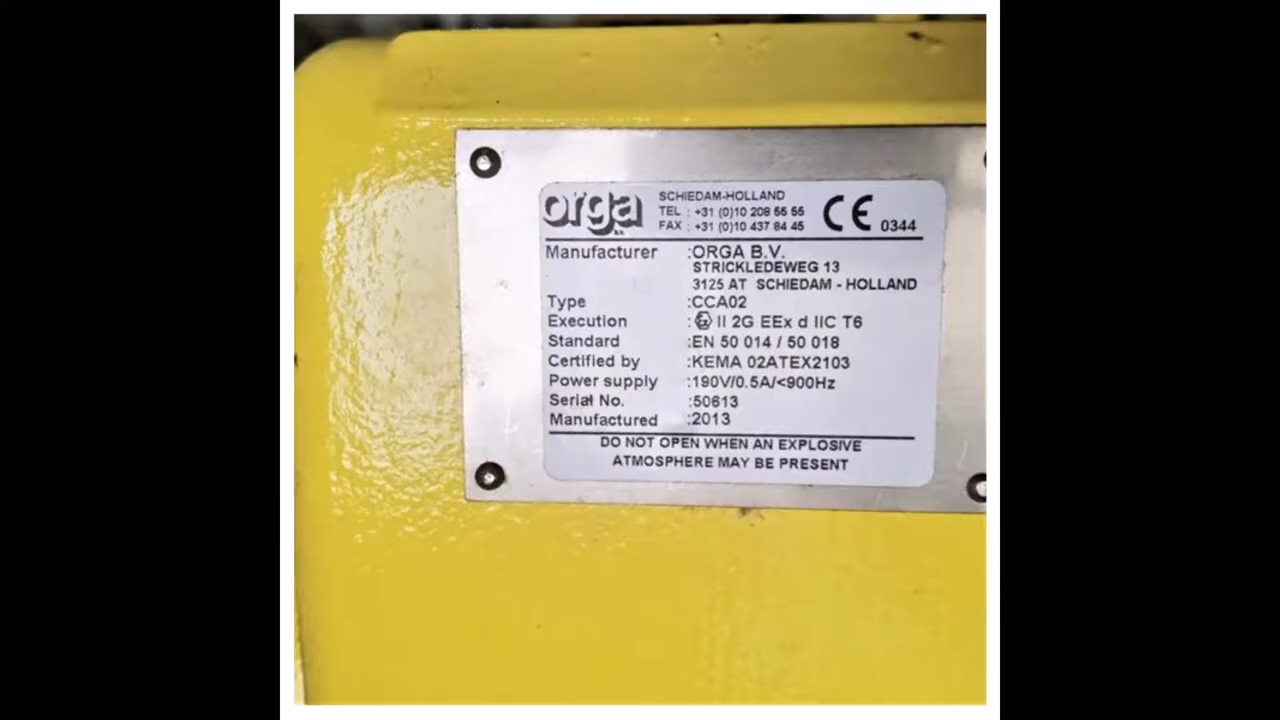 orga
SCHIEDAM-HOLLAND
TEL : +31 (0)10 208 55 55
FAX : +31 (0)10 437 84 45
CE 0344
Manufacturer :ORGA B.V.
STRICKLEDEWEG 13
3125 AT SCHIEDAM - HOLLAND
Type :CCA02
Execution : II 2G EEx d IIC T6
Standard :EN 50 014 / 50 018
Certified by :KEMA 02ATEX2103
Power supply :190V/0.5A/<900Hz
Serial No. :50613
Manufactured :2013
DO NOT OPEN WHEN AN EXPLOSIVE
ATMOSPHERE MAY BE PRESENT